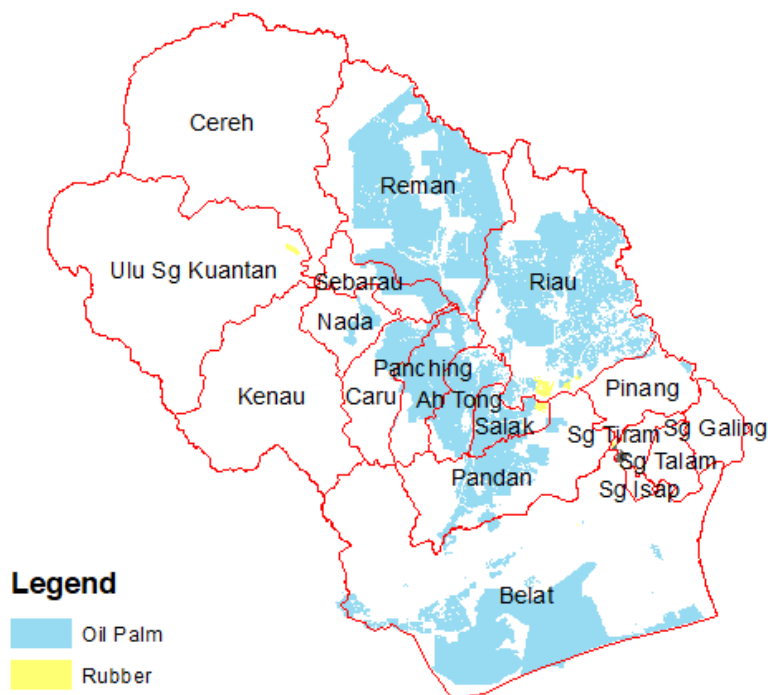 Cereh
Reman
Ulu Sg Kuantan
Sebarau
Riau
Nada
Panching
Kenau
Caru
Ah Tong
Pinang
Salak
Sg Tiram
Sg Galing
Sg Talam
Pandan
Sg Isap
Belat
Legend
Oil Palm
Rubber